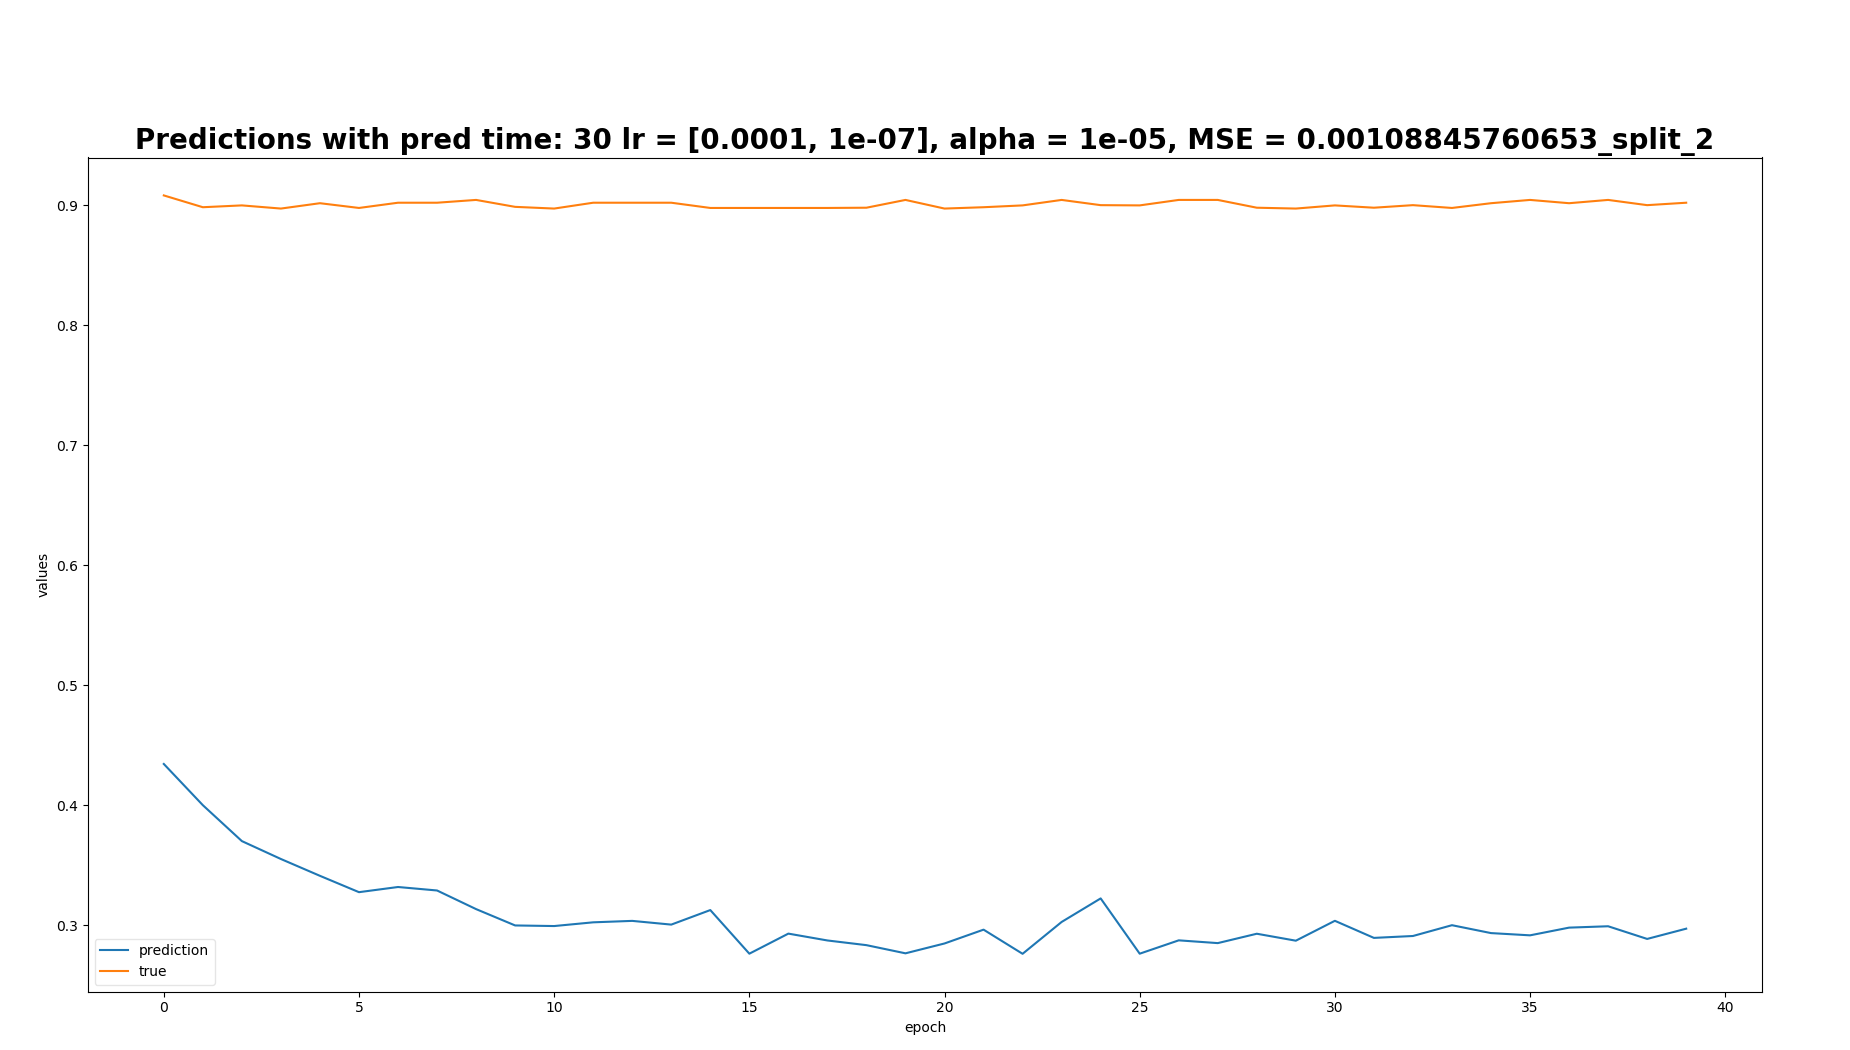 Predictions with pred time: 30 lr = [0.0001, 1e-07], alpha = 1e-05, MSE = 0.00108845760653_split_2
values
0.9
0.8
0.7
0.6
0.5
0.4
0.3
prediction
true
0 5 10 15 20 25 30 35 40
epoch